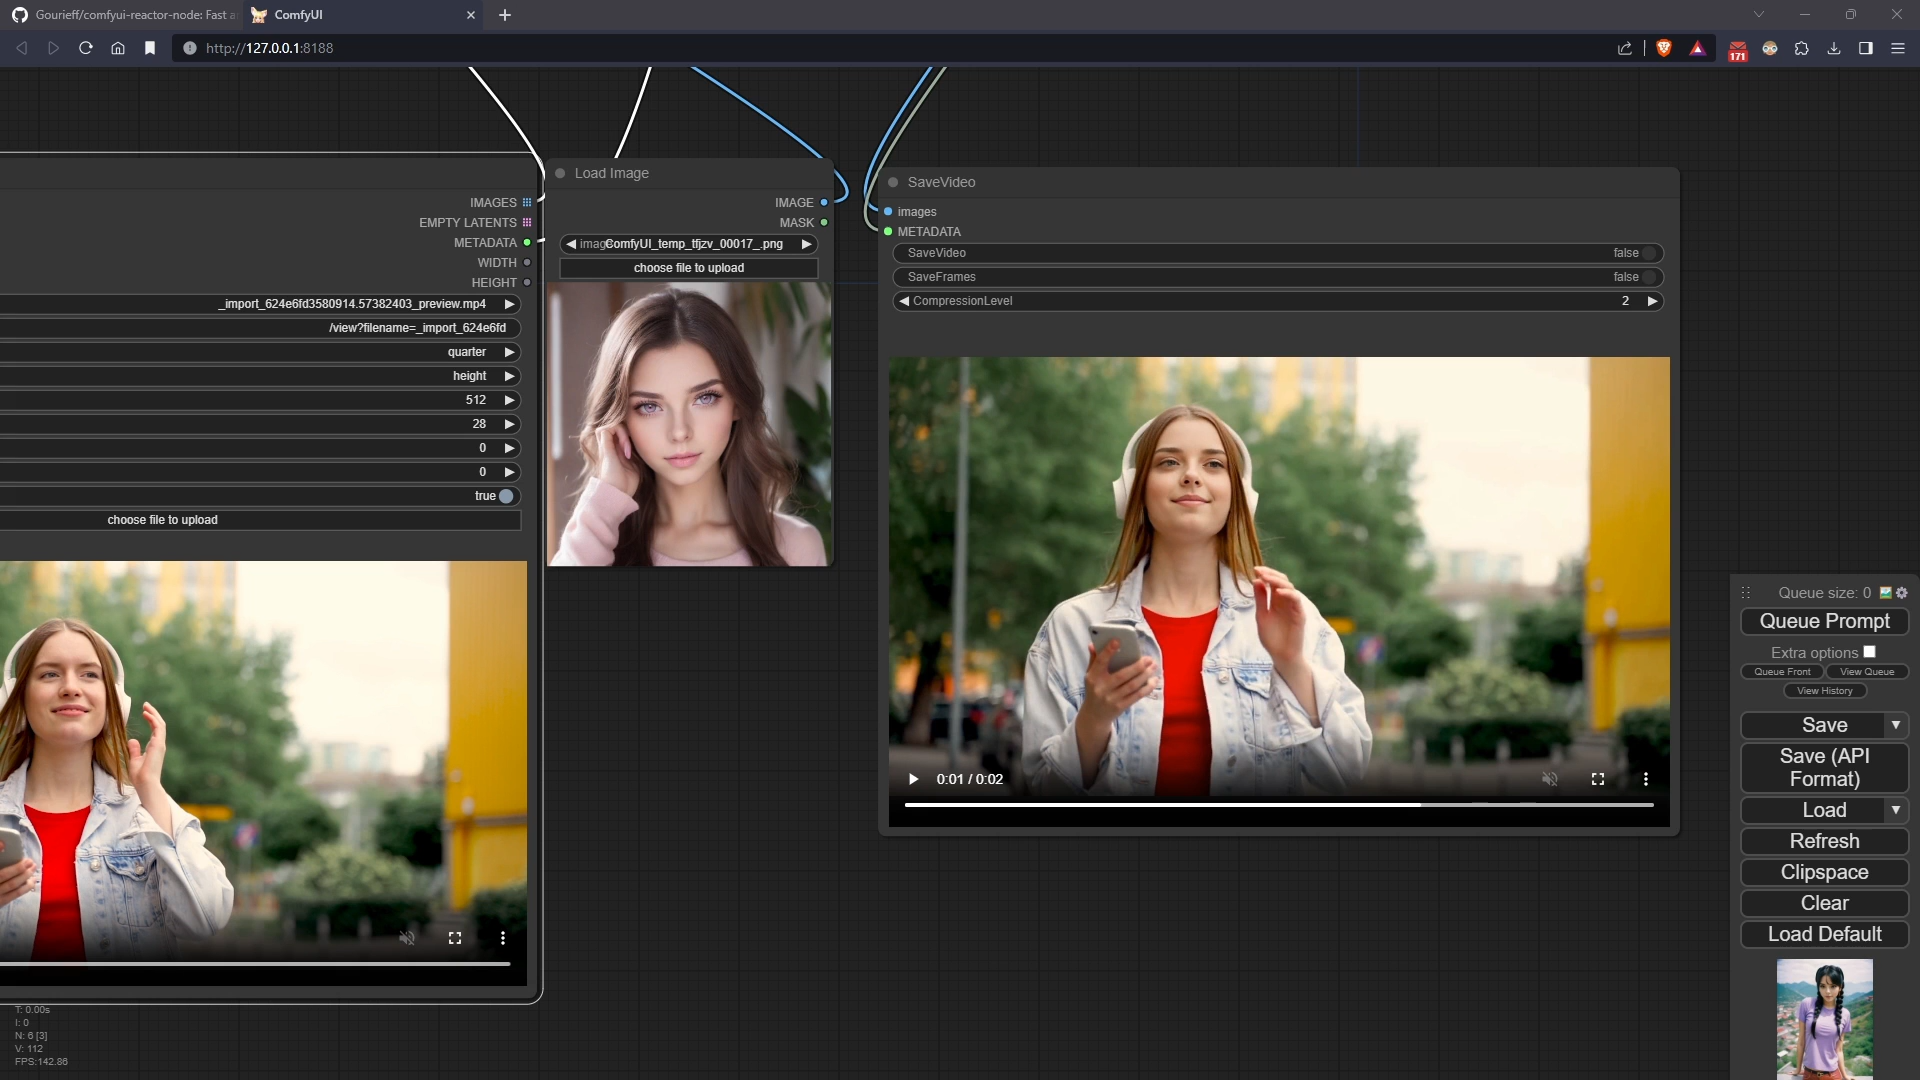 Gourieff/comfyui-reactor-node: Fast a
ComfyUI
http://127.0.0.1:8188
171
IMAGES
EMPTY LATENTS
METADATA
WIDTH
HEIGHT
_import_624e6fd3580914.57382403_preview.mp4
/view?filename=_import_624e6fd
quarter
height
512
28
0
0
true
choose file to upload
Load Image
IMAGE
MASK
imag ComfyUI_temp_tfjzv_00017_.png
choose file to upload
SaveVideo
images
METADATA
SaveVideo false
SaveFrames false
CompressionLevel 2
0:01 / 0:02
Queue size: 0
Queue Prompt
Extra options
Queue Front View Queue
View History
Save
Save (API
Format)
Load
Refresh
Clipspace
Clear
Load Default
T: 0.00s
I: 0
N: 6 [3]
V: 112
FPS:142.86